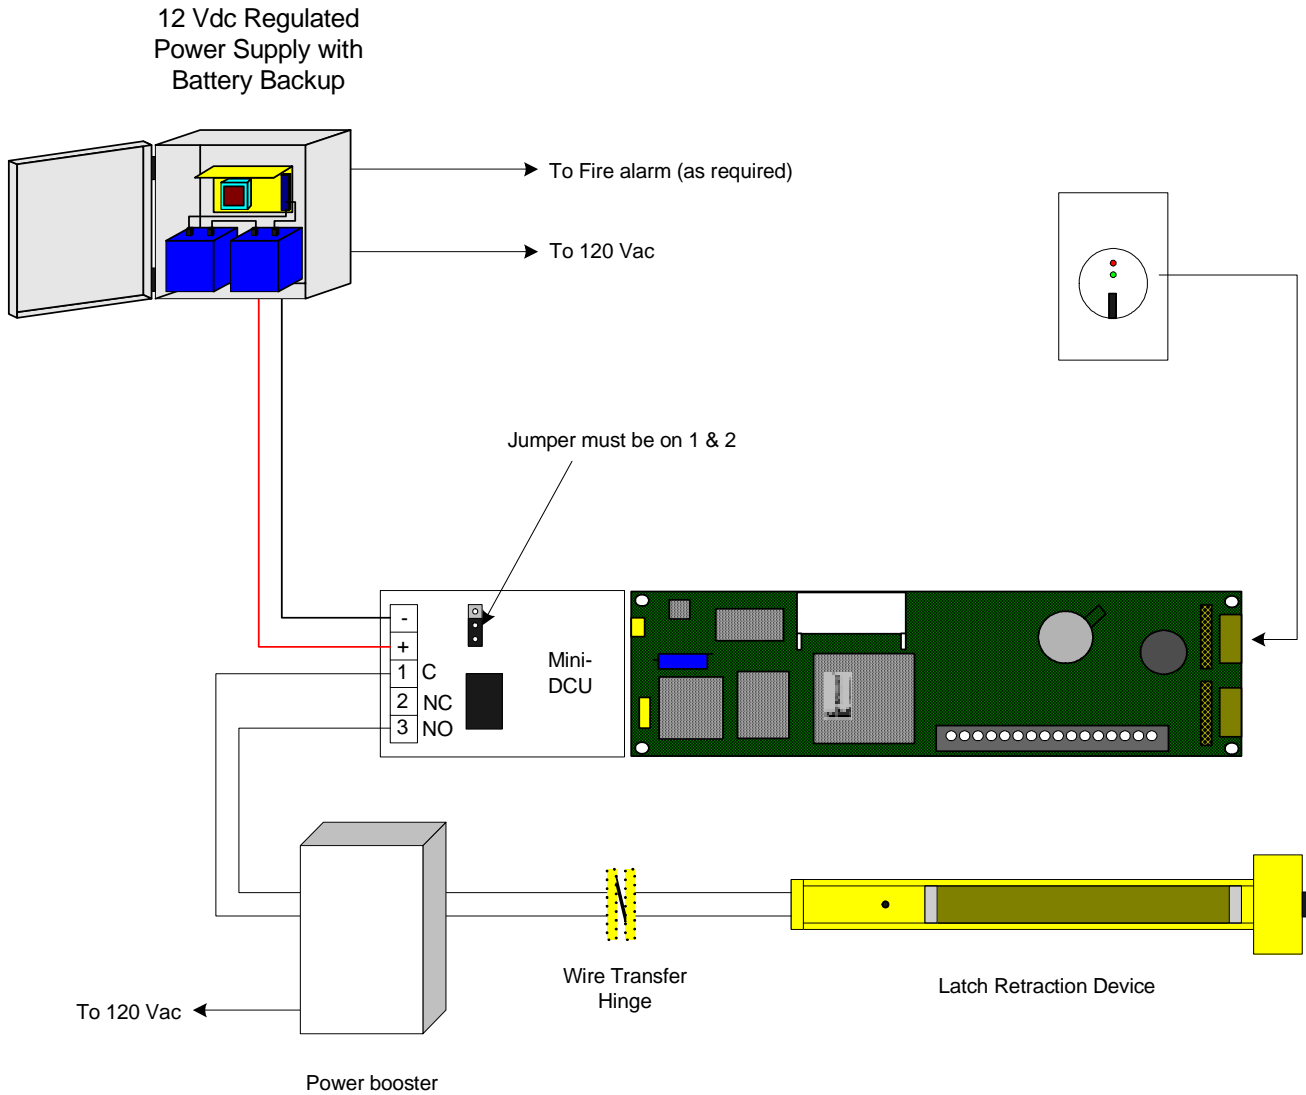 12 Vdc Regulated
Power Supply with
Battery Backup
To Fire alarm (as required)
To 120 Vac
Jumper must be on 1 & 2
-
+
1 C
2 NC
3 NO
Mini-
DCU
Wire Transfer
Hinge
Latch Retraction Device
To 120 Vac
Power booster